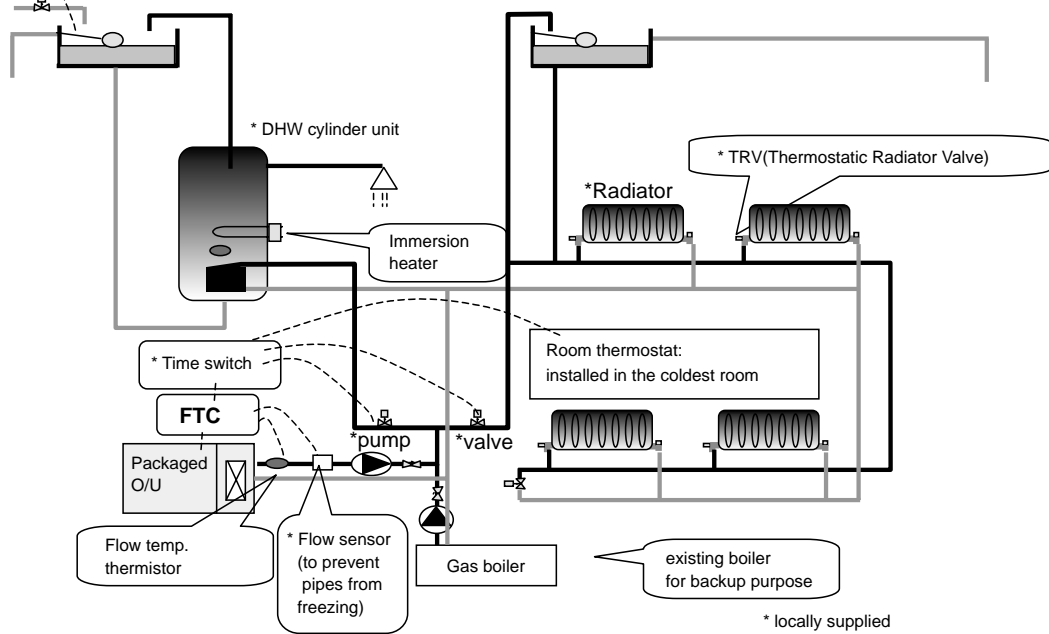 * DHW cylinder unit
* TRV(Thermostatic Radiator Valve)
*Radiator
Immersion
heater
* Time switch
Room thermostat:
installed in the coldest room
FTC
*pump
*valve
Packaged
O/U
Flow temp.
thermistor
* Flow sensor
(to prevent
pipes from
freezing)
Gas boiler
existing boiler
for backup purpose
* locally supplied